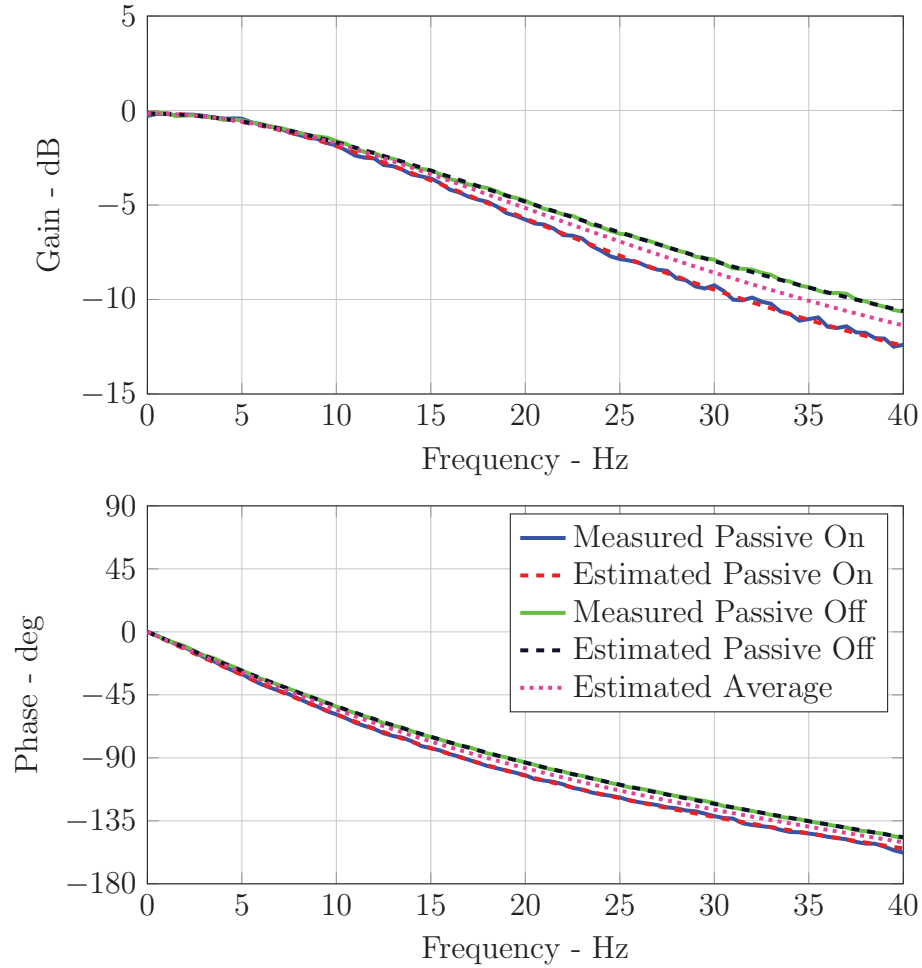 5
0
−5
−10
−15
Gain - dB
0 5 10 15 20 25 30 35 40
Frequency - Hz
90
45
0
−45
−90
−135
−180
Phase - deg
Measured Passive On
Estimated Passive On
Measured Passive Off
Estimated Passive Off
Estimated Average
0 5 10 15 20 25 30 35 40
Frequency - Hz